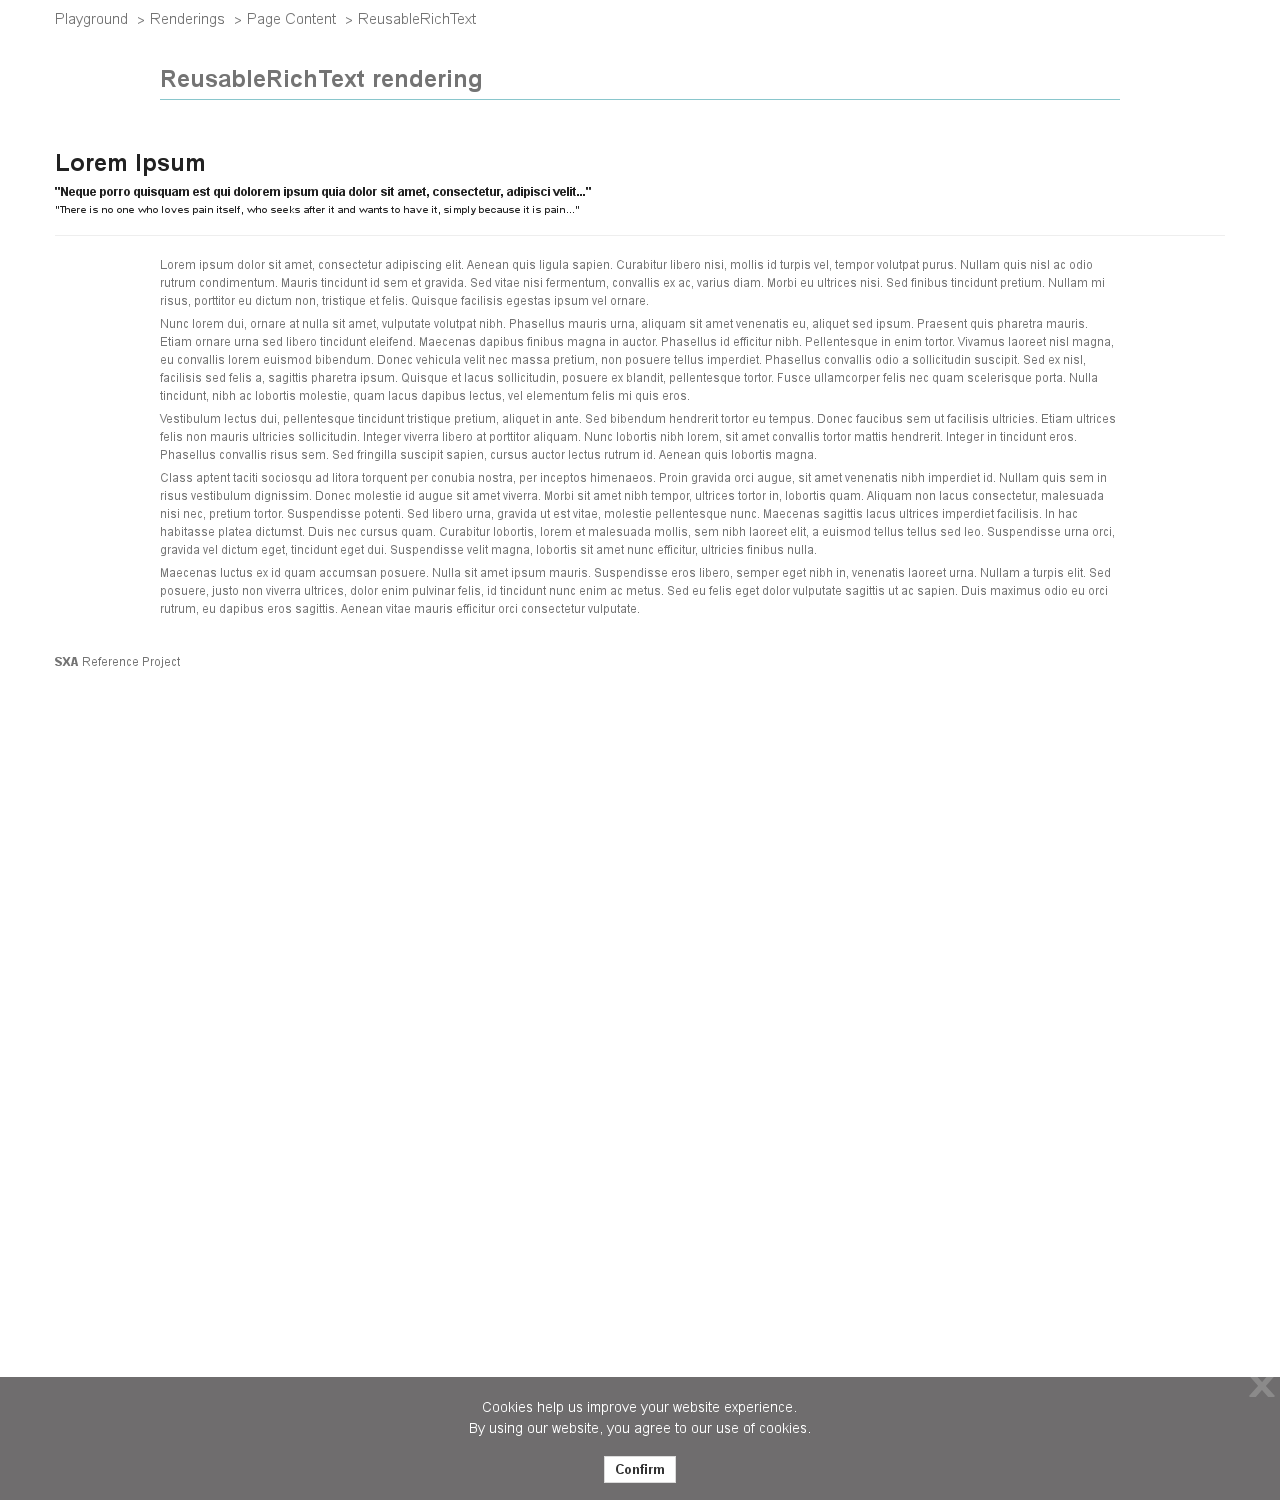 Playground > Renderings > Page Content > ReusableRichText
ReusableRichText rendering
Lorem Ipsum
"Neque porro quisquam est qui dolorem ipsum quia dolor sit amet, consectetur, adipisci velit..."
"There is no one who loves pain itself, who seeks after it and wants to have it, simply because it is pain..."
Lorem ipsum dolor sit amet, consectetur adipiscing elit. Aenean quis ligula sapien. Curabitur libero nisi, mollis id turpis vel, tempor volutpat purus. Nullam quis nisl ac odio
rutrum condimentum. Mauris tincidunt id sem et gravida. Sed vitae nisi fermentum, convallis ex ac, varius diam. Morbi eu ultrices nisi. Sed finibus tincidunt pretium. Nullam mi
risus, porttitor eu dictum non, tristique et felis. Quisque facilisis egestas ipsum vel ornare.
Nunc lorem dui, ornare at nulla sit amet, vulputate volutpat nibh. Phasellus mauris urna, aliquam sit amet venenatis eu, aliquet sed ipsum. Praesent quis pharetra mauris.
Etiam ornare urna sed libero tincidunt eleifend. Maecenas dapibus finibus magna in auctor. Phasellus id efficitur nibh. Pellentesque in enim tortor. Vivamus laoreet nisl magna,
eu convallis lorem euismod bibendum. Donec vehicula velit nec massa pretium, non posuere tellus imperdiet. Phasellus convallis odio a sollicitudin suscipit. Sed ex nisl,
facilisis sed felis a, sagittis pharetra ipsum. Quisque et lacus sollicitudin, posuere ex blandit, pellentesque tortor. Fusce ullamcorper felis nec quam scelerisque porta. Nulla
tincidunt, nibh ac lobortis molestie, quam lacus dapibus lectus, vel elementum felis mi quis eros.
Vestibulum lectus dui, pellentesque tincidunt tristique pretium, aliquet in ante. Sed bibendum hendrerit tortor eu tempus. Donec faucibus sem ut facilisis ultricies. Etiam ultrices
felis non mauris ultricies sollicitudin. Integer viverra libero at porttitor aliquam. Nunc lobortis nibh lorem, sit amet convallis tortor mattis hendrerit. Integer in tincidunt eros.
Phasellus convallis risus sem. Sed fringilla suscipit sapien, cursus auctor lectus rutrum id. Aenean quis lobortis magna.
Class aptent taciti sociosqu ad litora torquent per conubia nostra, per inceptos himenaeos. Proin gravida orci augue, sit amet venenatis nibh imperdiet id. Nullam quis sem in
risus vestibulum dignissim. Donec molestie id augue sit amet viverra. Morbi sit amet nibh tempor, ultrices tortor in, lobortis quam. Aliquam non lacus consectetur, malesuada
nisi nec, pretium tortor. Suspendisse potenti. Sed libero urna, gravida ut est vitae, molestie pellentesque nunc. Maecenas sagittis lacus ultrices imperdiet facilisis. In hac
habitasse platea dictumst. Duis nec cursus quam. Curabitur lobortis, lorem et malesuada mollis, sem nibh laoreet elit, a euismod tellus tellus sed leo. Suspendisse urna orci,
gravida vel dictum eget, tincidunt eget dui. Suspendisse velit magna, lobortis sit amet nunc efficitur, ultricies finibus nulla.
Maecenas luctus ex id quam accumsan posuere. Nulla sit amet ipsum mauris. Suspendisse eros libero, semper eget nibh in, venenatis laoreet urna. Nullam a turpis elit. Sed
posuere, justo non viverra ultrices, dolor enim pulvinar felis, id tincidunt nunc enim ac metus. Sed eu felis eget dolor vulputate sagittis ut ac sapien. Duis maximus odio eu orci
rutrum, eu dapibus eros sagittis. Aenean vitae mauris efficitur orci consectetur vulputate.
SXA Reference Project
Cookies help us improve your website experience.
By using our website, you agree to our use of cookies.
Confirm